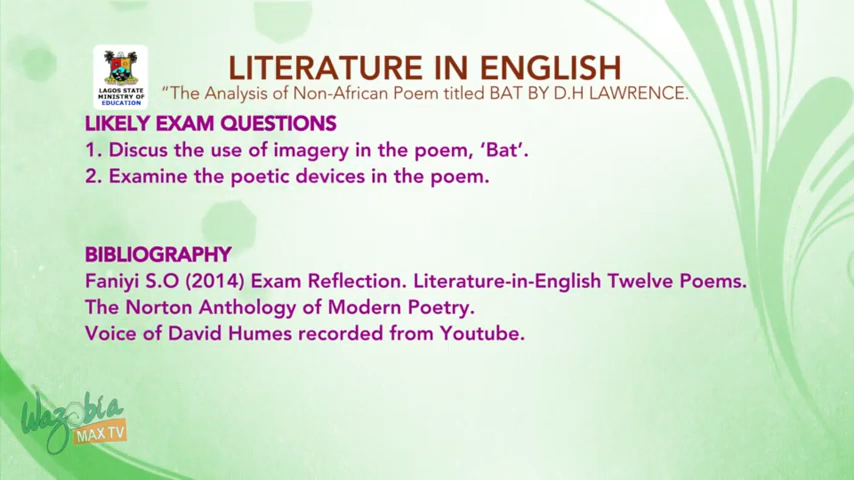 LITERATURE IN ENGLISH
LAGOS STATE
MINISTRY OF
EDUCATION
“The Analysis of Non-African Poem titled BAT BY D.H LAWRENCE.
LIKELY EXAM QUESTIONS
1. Discus the use of imagery in the poem, ‘Bat’.
2. Examine the poetic devices in the poem.
BIBLIOGRAPHY
Faniyi S.O (2014) Exam Reflection. Literature-in-English Twelve Poems.
The Norton Anthology of Modern Poetry.
Voice of David Humes recorded from Youtube.
Wazobia
MAX TV